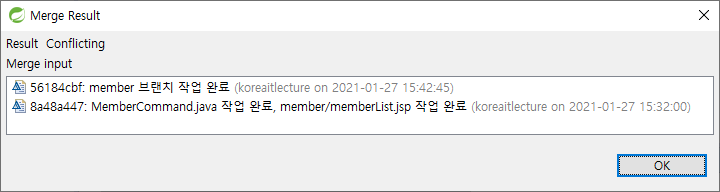 Merge Result
Result Conflicting
Merge input
56184cbf: member 브랜치 작업 완료 (koreaitlecture on 2021-01-27 15:42:45)
8a48a447: MemberCommand.java 작업 완료, member/memberList.jsp 작업 완료 (koreaitlecture on 2021-01-27 15:32:00)
OK